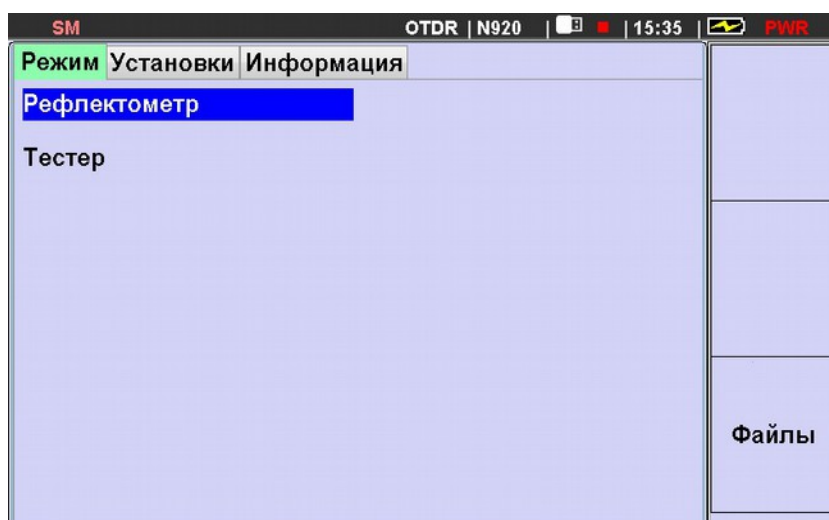 SM OTDR | N920 | | 15:35 | PWR
Режим Установки Информация
Рефлектометр
Тестер
Файлы